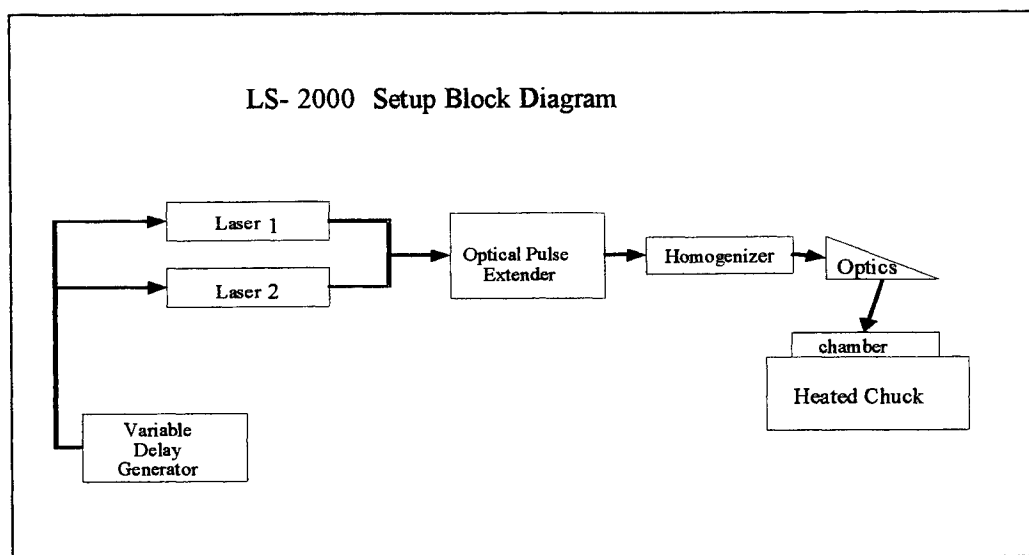 LS- 2000 Setup Block Diagram
Laser 1
Laser 2
Optical Pulse
Extender
Homogenizer
Optics
chamber
Heated Chuck
Variable
Delay
Generator